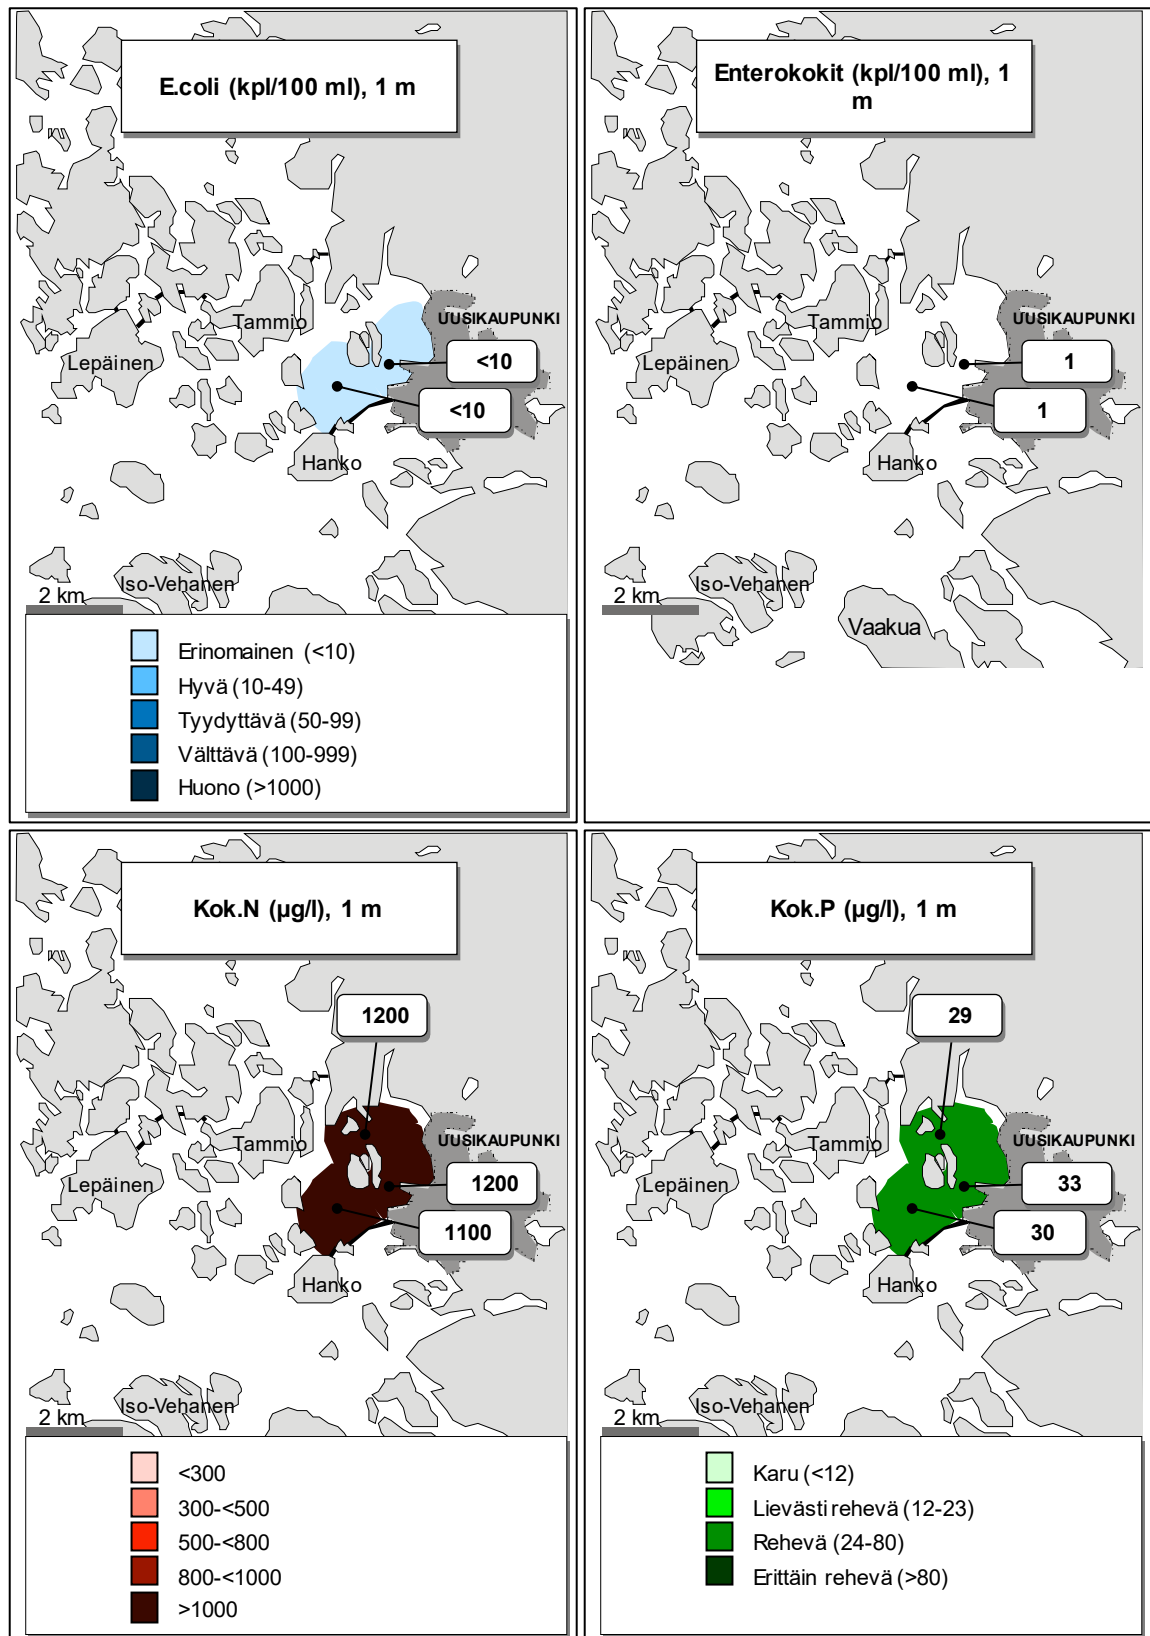 E.coli (kpl/100 ml), 1 m
Tammio
UUSIKAUPUNKI
Lepäinen
<10
<10
Hanko
Iso-Vehanen
2 km
Erinomainen (<10)
Hyvä (10-49)
Tyydyttävä (50-99)
Välttävä (100-999)
Huono (>1000)
Enterokokit (kpl/100 ml), 1
m
Tammio
UUSIKAUPUNKI
Lepäinen
1
1
Hanko
Iso-Vehanen
2 km
Vaakua
Kok.N (µg/l), 1 m
1200
Tammio
UUSIKAUPUNKI
Lepäinen
1200
1100
Hanko
Iso-Vehanen
2 km
<300
300-<500
500-<800
800-<1000
>1000
Kok.P (µg/l), 1 m
29
Tammio
UUSIKAUPUNKI
Lepäinen
33
30
Hanko
Iso-Vehanen
2 km
Karu (<12)
Lievästi rehevä (12-23)
Rehevä (24-80)
Erittäin rehevä (>80)